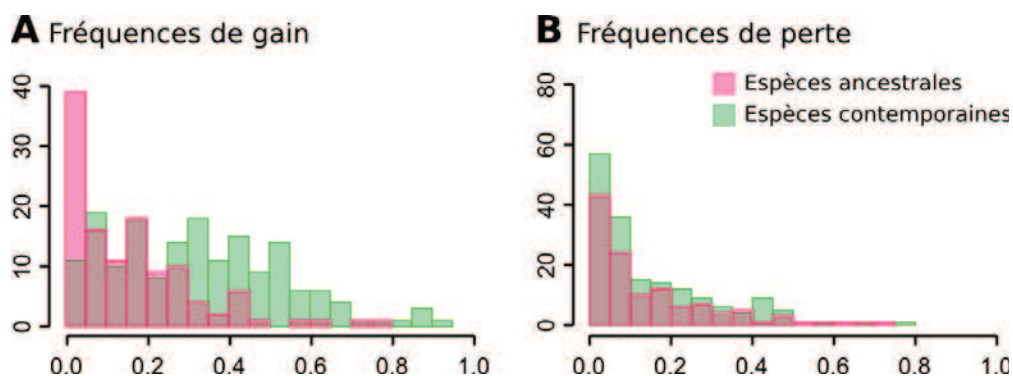 A Fréquences de gain
B Fréquences de perte
Espèces ancestrales
Espèces contemporaines
40
30
20
10
0
0.0 0.2 0.4 0.6 0.8 1.0
80
60
40
20
0
0.0 0.2 0.4 0.6 0.8 1.0